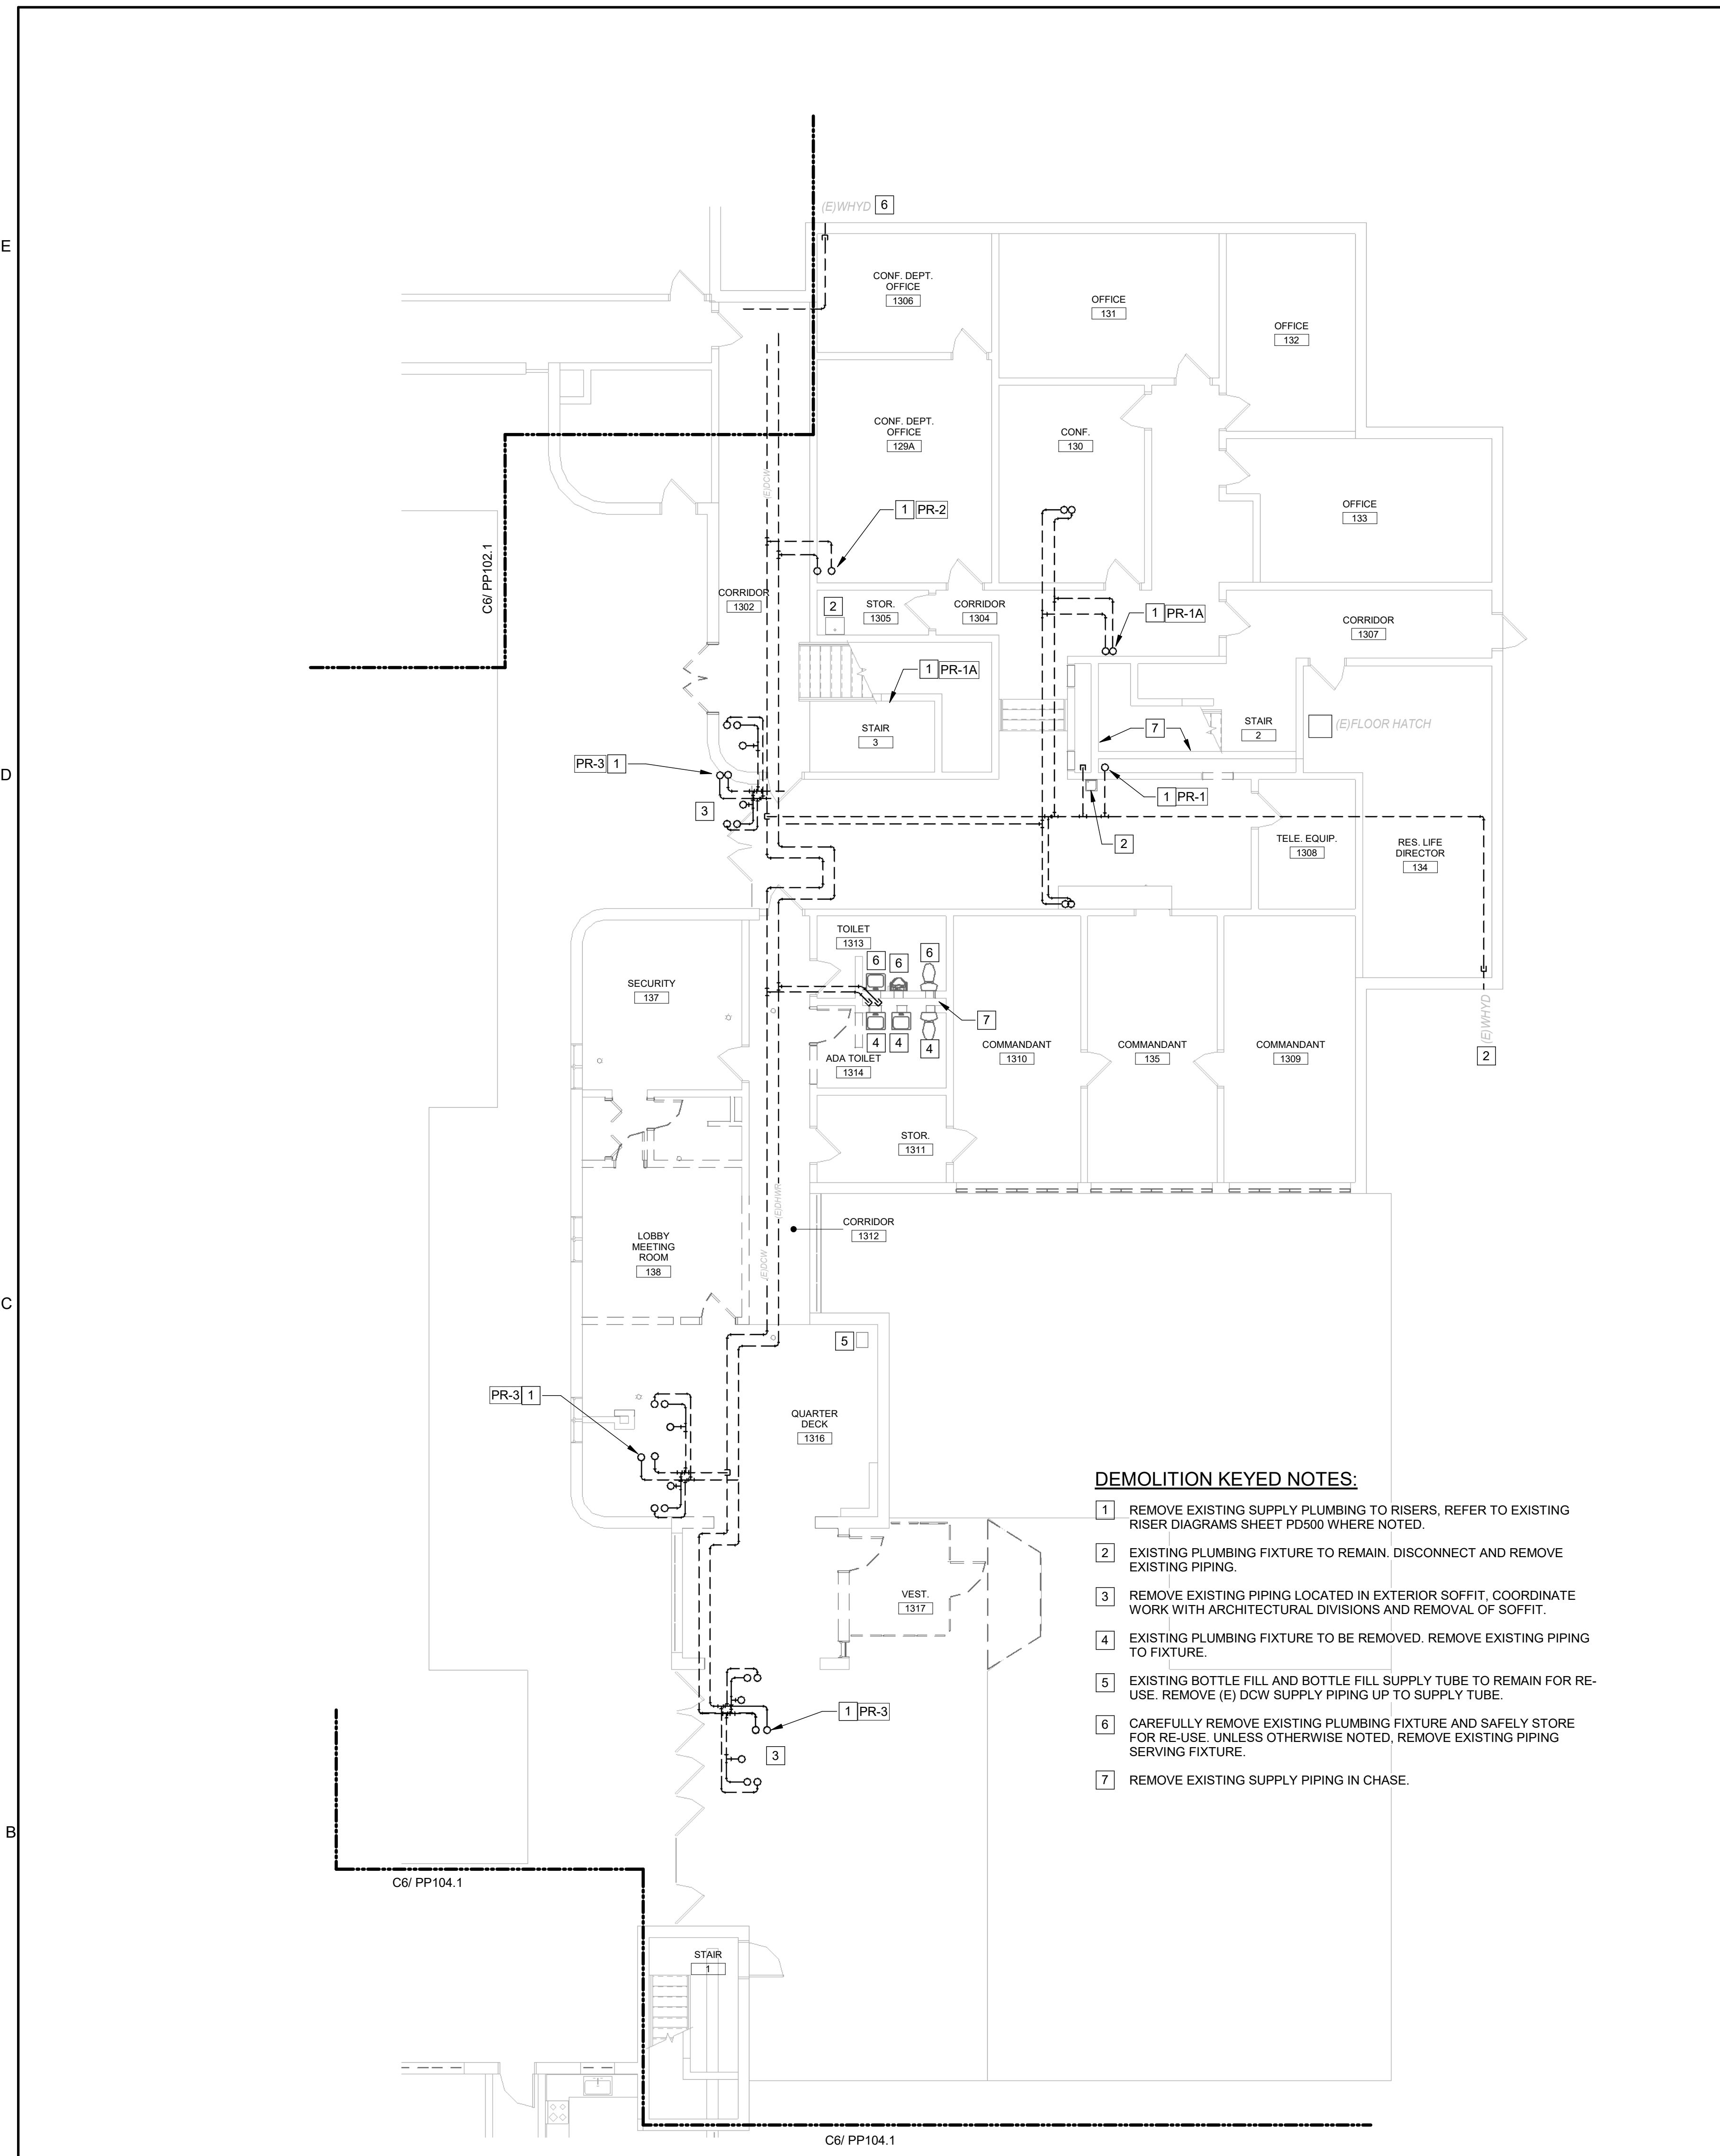 (E)WHYD 6
E
CONF. DEPT.
OFFICE
1306
OFFICE
131
OFFICE
132
CONF. DEPT.
OFFICE
129A
CONF.
130
(E)DCW
OFFICE
133
1 PR-2
C6/ PP102.1
CORRIDOR
1302
2
STOR.
1305
CORRIDOR
1304
1 PR-1A
CORRIDOR
1307
1 PR-1A
STAIR
3
7
STAIR
2
(E)FLOOR HATCH
D
PR-3 1
3
1 PR-1
2
TELE. EQUIP.
1308
RES. LIFE
DIRECTOR
134
TOILET
1313
6
6
6
SECURITY
137
7
4
4
4
ADA TOILET
1314
COMMANDANT
1310
COMMANDANT
135
COMMANDANT
1309
(E)WHYD
2
STOR.
1311
(E)DHWR
CORRIDOR
1312
LOBBY
MEETING
ROOM
138
(E)DCW
C
5
PR-3 1
QUARTER
DECK
1316
VEST.
1317
DEMOLITION KEYED NOTES:
1 REMOVE EXISTING SUPPLY PLUMBING TO RISERS, REFER TO EXISTING
RISER DIAGRAMS SHEET PD500 WHERE NOTED.
2 EXISTING PLUMBING FIXTURE TO REMAIN. DISCONNECT AND REMOVE
EXISTING PIPING.
3 REMOVE EXISTING PIPING LOCATED IN EXTERIOR SOFFIT, COORDINATE
WORK WITH ARCHITECTURAL DIVISIONS AND REMOVAL OF SOFFIT.
4 EXISTING PLUMBING FIXTURE TO BE REMOVED. REMOVE EXISTING PIPING
TO FIXTURE.
5 EXISTING BOTTLE FILL AND BOTTLE FILL SUPPLY TUBE TO REMAIN FOR RE-
USE. REMOVE (E) DCW SUPPLY PIPING UP TO SUPPLY TUBE.
6 CAREFULLY REMOVE EXISTING PLUMBING FIXTURE AND SAFELY STORE
FOR RE-USE. UNLESS OTHERWISE NOTED, REMOVE EXISTING PIPING
SERVING FIXTURE.
7 REMOVE EXISTING SUPPLY PIPING IN CHASE.
1 PR-3
3
B
C6/ PP104.1
STAIR
1
C6/ PP104.1